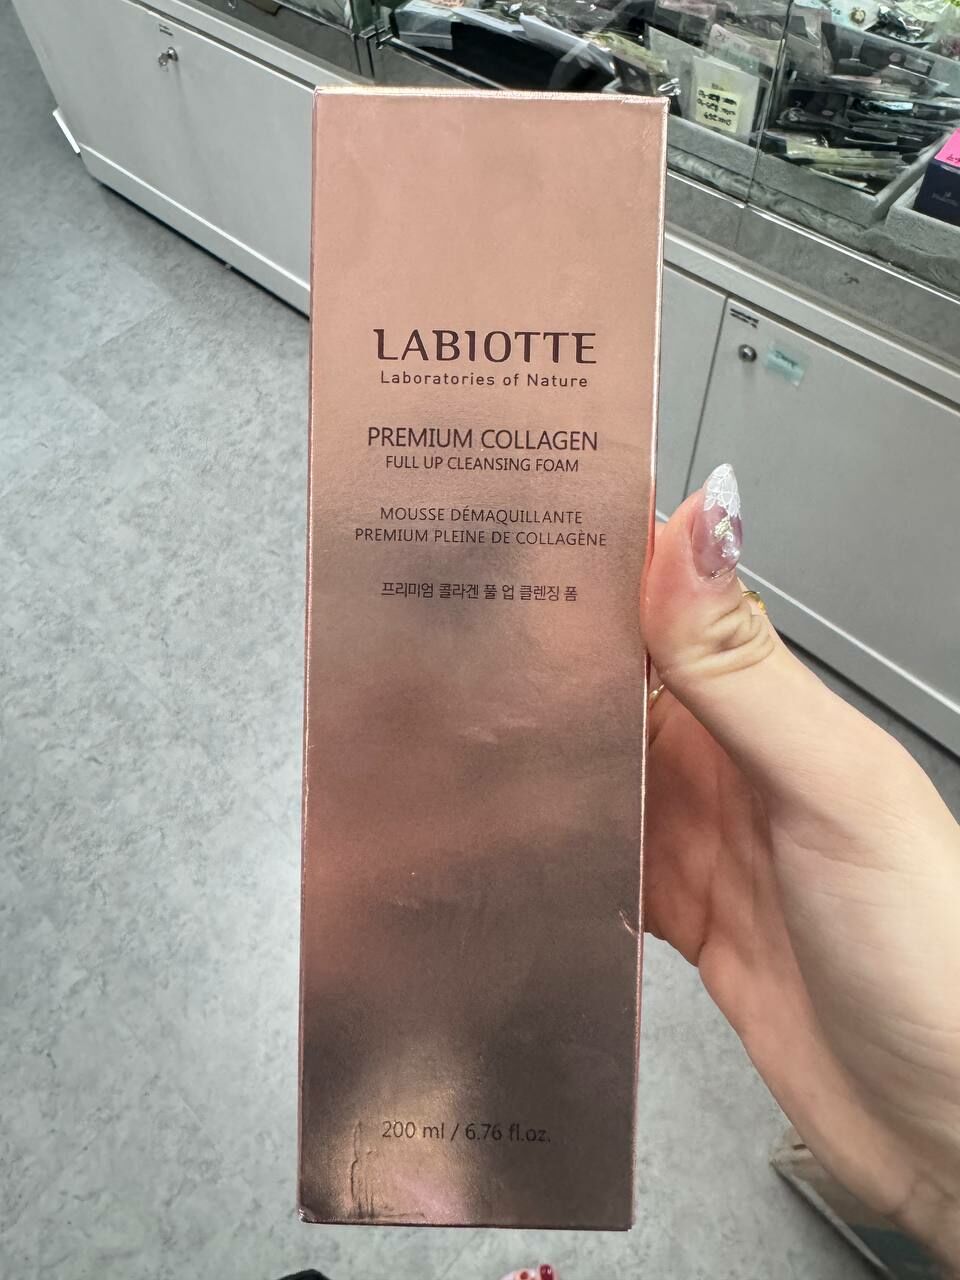 LABIOTTE
Laboratories of Nature
PREMIUM COLLAGEN
FULL UP CLEANSING FOAM
MOUSSE DÉMAQUILLANTE
PREMIUM PLEINE DE COLLAGÈNE
프리미엄 콜라겐 풀 업 클렌징 폼
200 ml / 6.76 fl.oz.